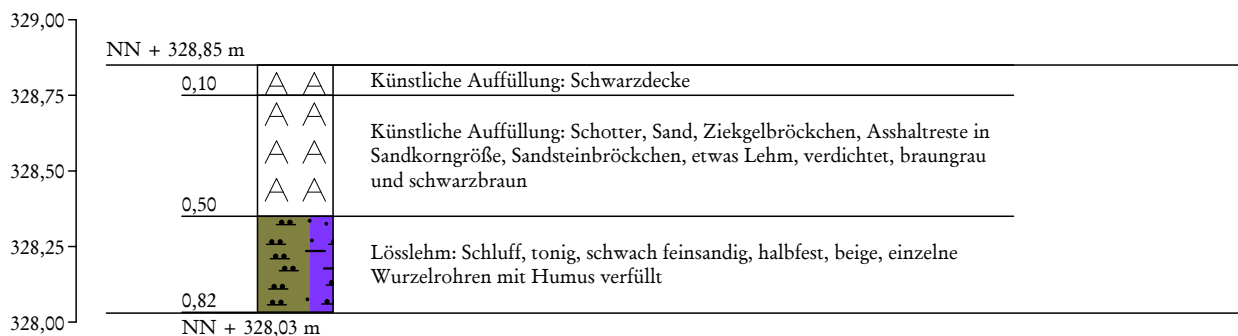 329,00
NN + 328,85 m
0,10
Künstliche Auffüllung: Schwarzdecke
328,75
Künstliche Auffüllung: Schotter, Sand, Ziekgelbröckchen, Asshaltreste in
Sandkorngröße, Sandsteinbröckchen, etwas Lehm, verdichtet, braungrau
und schwarzbraun
328,50
0,50
328,25
Lösslehm: Schluff, tonig, schwach feinsandig, halbfest, beige, einzelne
Wurzelrohren mit Humus verfüllt
0,82
328,00
NN + 328,03 m